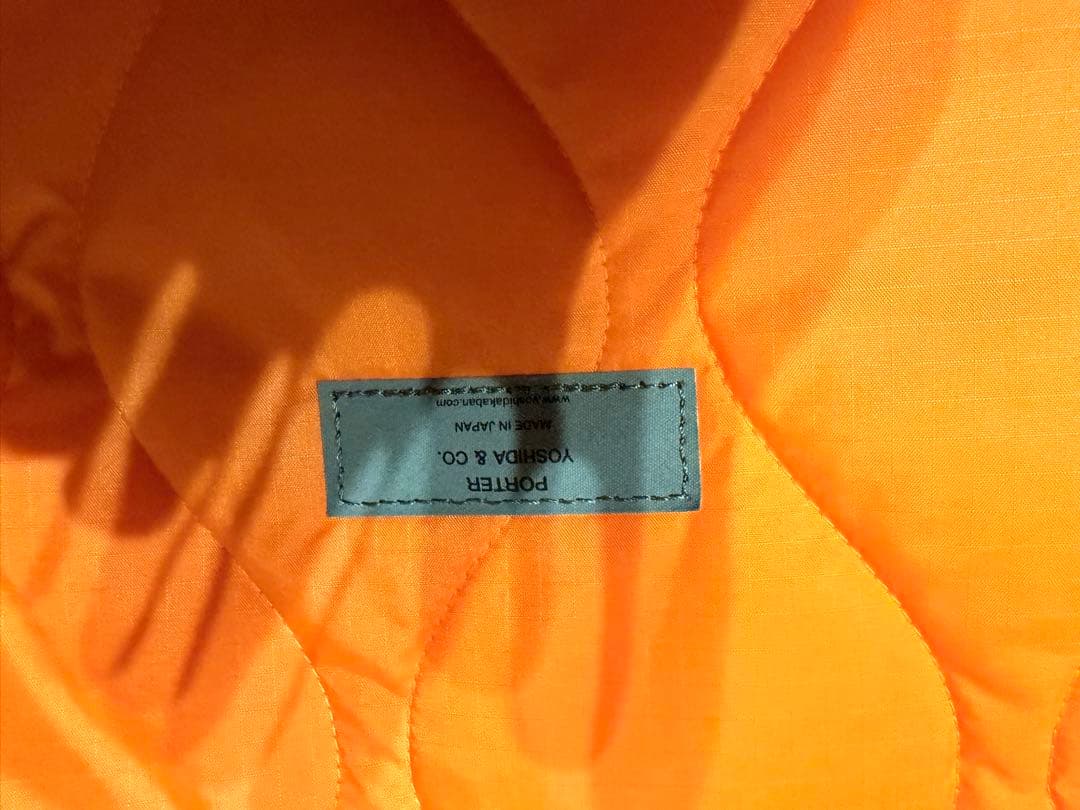 PORTER
YOSHIDA & CO.
MADE IN JAPAN
www.yoshidakaban.com